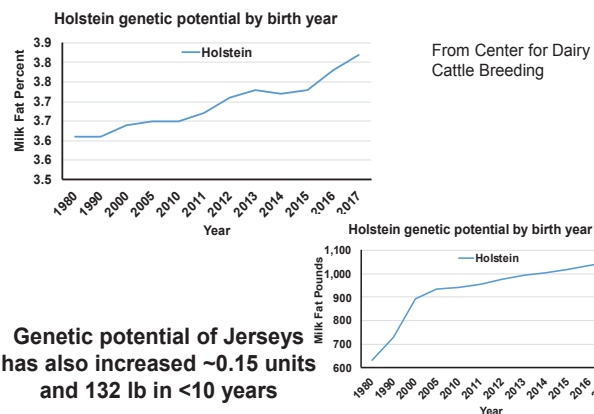 Holstein genetic potential by birth year
3.9
3.8
3.8
3.7
3.7
3.6
3.6
3.5
Milk Fat Percent
Holstein
1980
1990
2000
2005
2010
2011
2012
2013
2014
2015
2016
2017
Year
From Center for Dairy
Cattle Breeding
Holstein genetic potential by birth year
1,100
1,000
900
800
700
600
Milk Fat Pounds
Holstein
1980
1990
2000
2005
2010
2011
2012
2013
2014
2015
2016
Year
Genetic potential of Jerseys
has also increased ~0.15 units
and 132 lb in <10 years